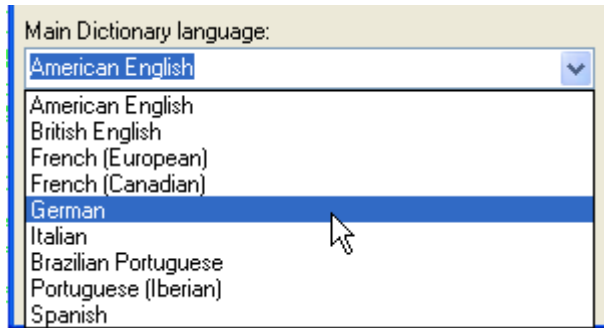 Main Dictionary language:
American English
American English
British English
French (European)
French (Canadian)
German
Italian
Brazilian Portuguese
Portuguese (Iberian)
Spanish